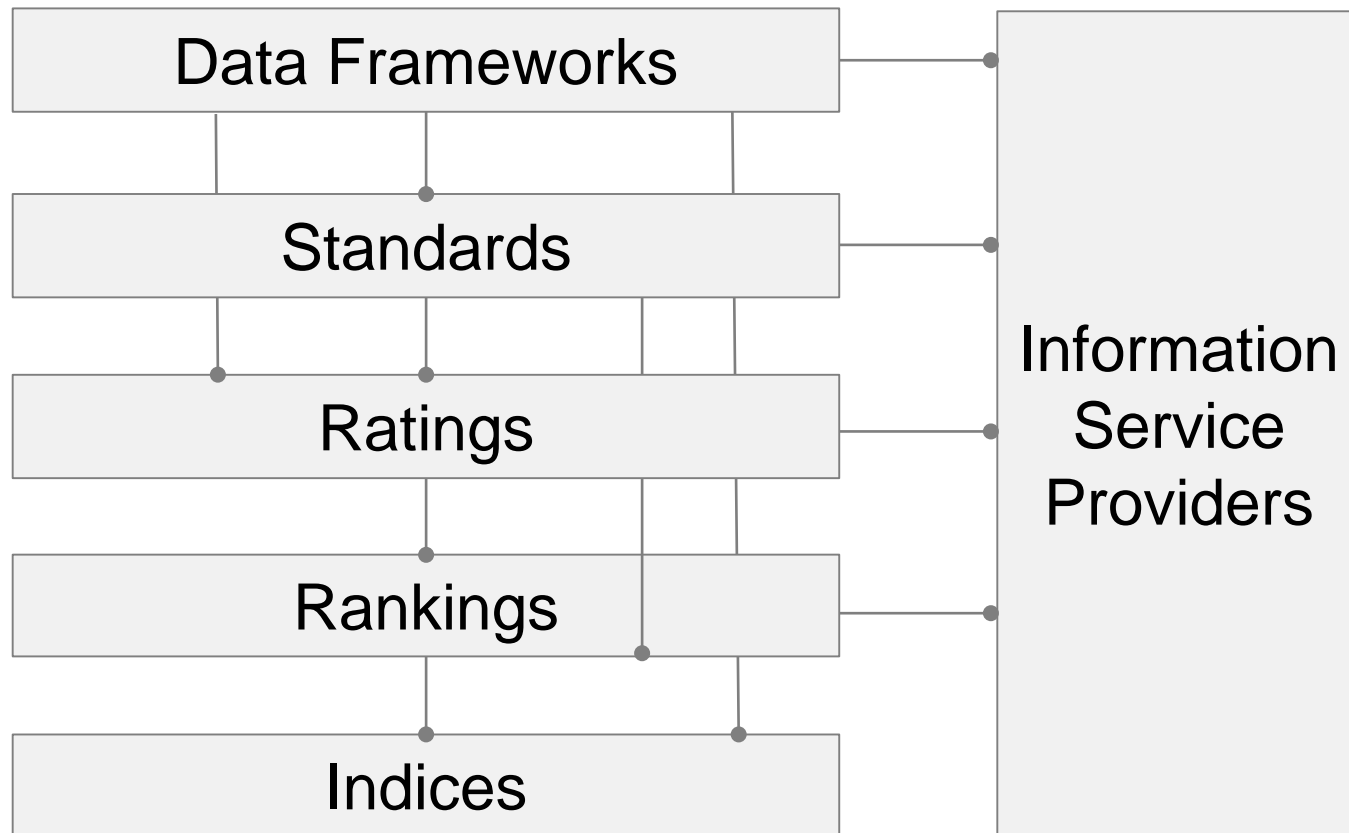 Data Frameworks
Standards
Ratings
Rankings
Indices
Information
Service
Providers